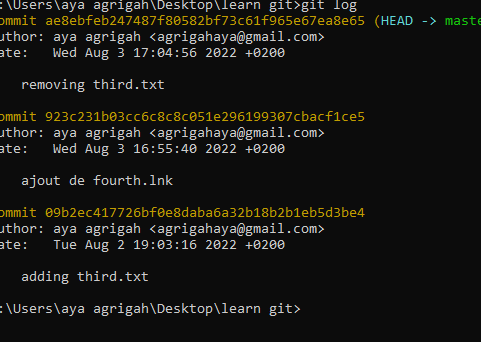 :\Users\aya agrigah\Desktop\learn git>git log
ommit ae8ebfeb247487f80582bf73c61f965e67ea8e65 (HEAD -> maste
uthor: aya agrigah <agrigahaya@gmail.com>
ate:   Wed Aug 3 17:04:56 2022 +0200
removing third.txt
ommit 923c231b03cc6c8c8c051e296199307cbacf1ce5
uthor: aya agrigah <agrigahaya@gmail.com>
ate:   Wed Aug 3 16:55:40 2022 +0200
ajout de fourth.lnk
ommit 09b2ec417726bf0e8daba6a32b18b2b1eb5d3be4
uthor: aya agrigah <agrigahaya@gmail.com>
ate:   Tue Aug 2 19:03:16 2022 +0200
adding third.txt
:\Users\aya agrigah\Desktop\learn git>